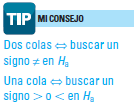 TIP MI CONSEJO
Dos colas ⇔ buscar un
signo ≠ en Hₐ
Una cola ⇔ buscar un
signo > o < en Hₐ